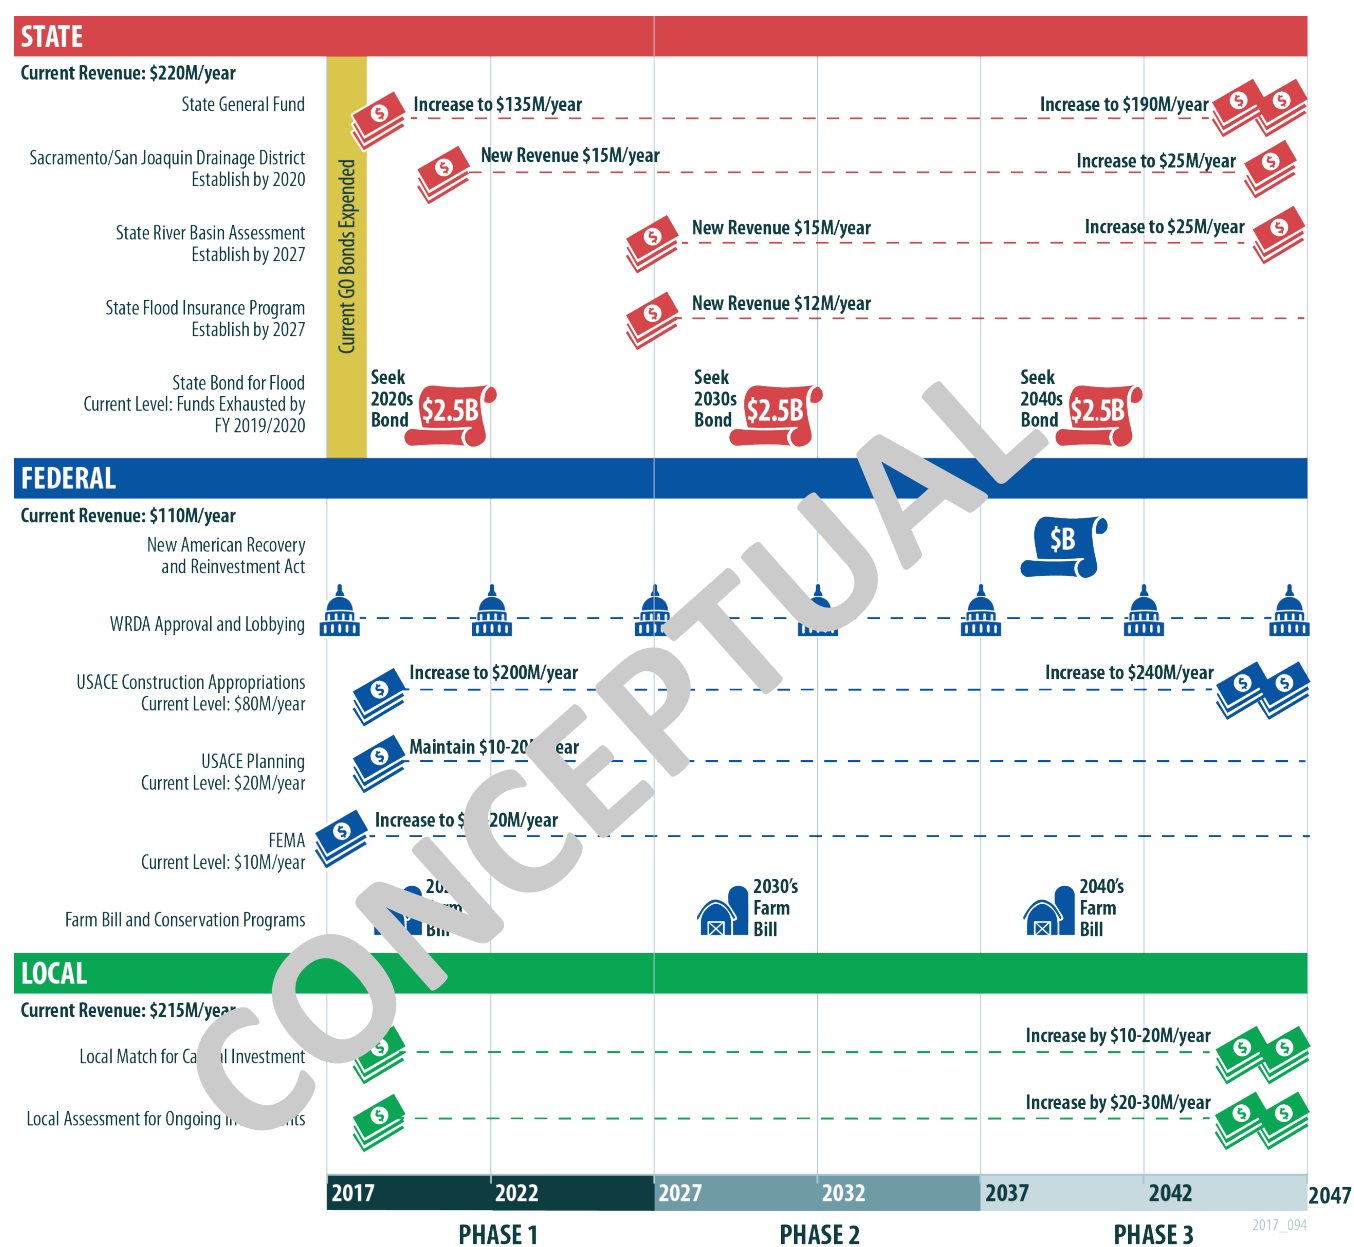 STATE
Current Revenue: $220M/year
State General Fund
Increase to $135M/year
Increase to $190M/year
Sacramento/San Joaquin Drainage District
Establish by 2020
New Revenue $15M/year
Increase to $25M/year
State River Basin Assessment
Establish by 2027
New Revenue $15M/year
Increase to $25M/year
State Flood Insurance Program
Establish by 2027
New Revenue $12M/year
Current GO Bonds Expended
State Bond for Flood
Current Level: Funds Exhausted by
FY 2019/2020
Seek
2020s
Bond
$2.5B
Seek
2030s
Bond
$2.5B
Seek
2040s
Bond
$2.5B
FEDERAL
Current Revenue: $110M/year
New American Recovery
and Reinvestment Act
$B
WRDA Approval and Lobbying
USACE Construction Appropriations
Current Level: $80M/year
Increase to $200M/year
Increase to $240M/year
USACE Planning
Current Level: $20M/year
Maintain
FEMA
Current Level: $10M/year
Increase to
Farm Bill and Conservation Programs
Bill
2030's
Farm
Bill
2040's
Farm
Bill
LOCAL
Current Revenue: $215M/year
Local Match for Investment
Increase by $10-20M/year
Local Assessment for Ongoing
Increase by $20-30M/year
CONCEPTUAL
2017
2022
2027
2032
2037
2042
2047
PHASE 1
PHASE 2
PHASE 3
2017_094